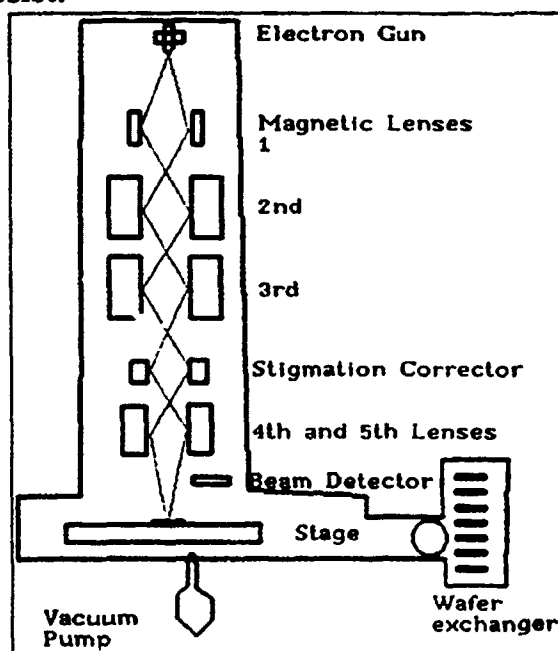 Electron Gun
Magnetic Lenses
1
2nd
3rd
Stigmation Corrector
4th and 5th Lenses
Beam Detector
Stage
Vacuum
Pump
Wafer
exchanger